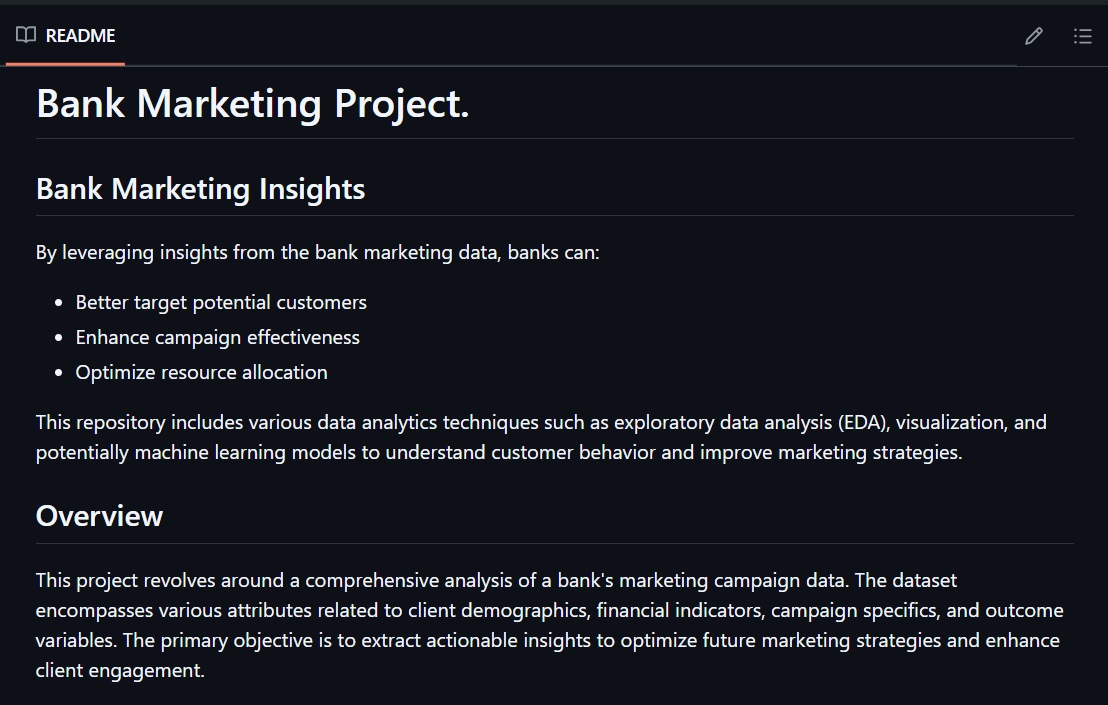 README
Bank Marketing Project.
Bank Marketing Insights
By leveraging insights from the bank marketing data, banks can:
• Better target potential customers
• Enhance campaign effectiveness
• Optimize resource allocation
This repository includes various data analytics techniques such as exploratory data analysis (EDA), visualization, and
potentially machine learning models to understand customer behavior and improve marketing strategies.
Overview
This project revolves around a comprehensive analysis of a bank's marketing campaign data. The dataset
encompasses various attributes related to client demographics, financial indicators, campaign specifics, and outcome
variables. The primary objective is to extract actionable insights to optimize future marketing strategies and enhance
client engagement.